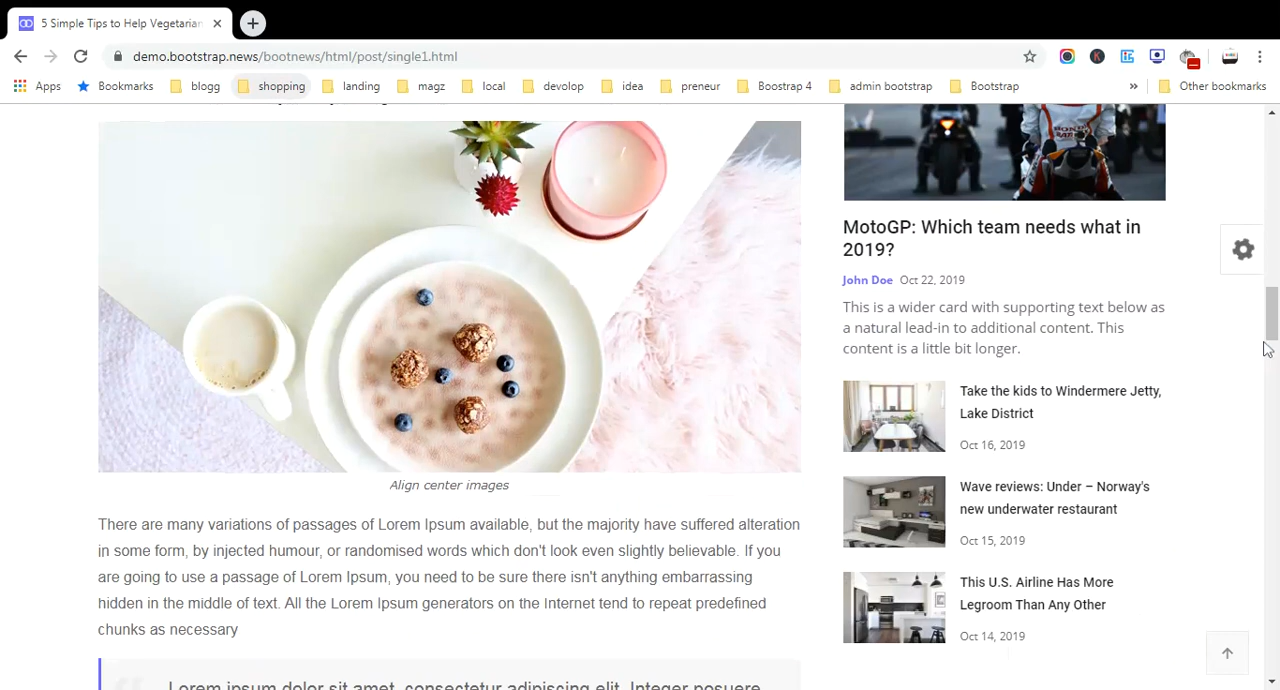 5 Simple Tips to Help Vegetarian
demo.bootstrap.news/bootnews/html/post/single1.html
Apps
Bookmarks
blogg
shopping
landing
magz
local
devolop
idea
preneur
Boostrap 4
admin bootstrap
Bootstrap
Other bookmarks
Align center images
There are many variations of passages of Lorem Ipsum available, but the majority have suffered alteration
in some form, by injected humour, or randomised words which don't look even slightly believable. If you
are going to use a passage of Lorem Ipsum, you need to be sure there isn't anything embarrassing
hidden in the middle of text. All the Lorem Ipsum generators on the Internet tend to repeat predefined
chunks as necessary
Lorem ipsum dolor sit amet, consectetur adipiscing elit. Integer posuere
HONDA
MotoGP: Which team needs what in
2019?
John Doe Oct 22, 2019
This is a wider card with supporting text below as
a natural lead-in to additional content. This
content is a little bit longer.
Take the kids to Windermere Jetty,
Lake District
Oct 16, 2019
Wave reviews: Under – Norway's
new underwater restaurant
Oct 15, 2019
This U.S. Airline Has More
Legroom Than Any Other
Oct 14, 2019